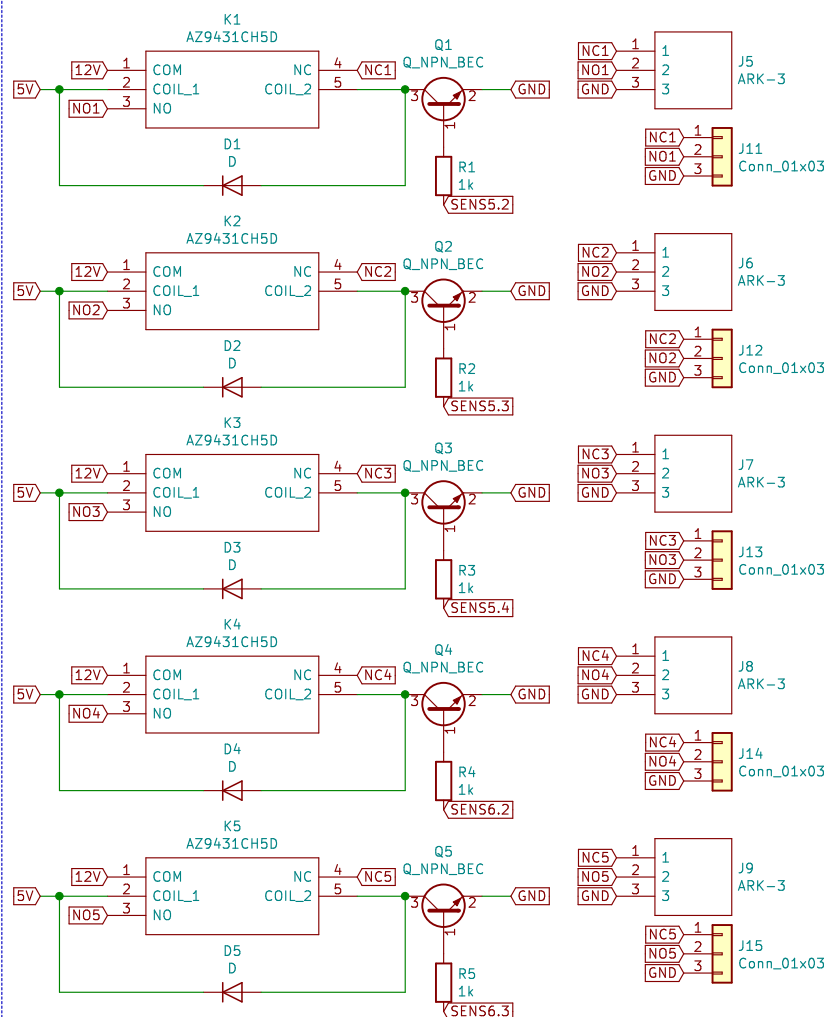 K1
AZ9431CH5D
12V 1 COM NC 4 NC1
5V 2 COIL_1 COIL_2 5
NO1 3 NO
D1
D
Q1
Q_NPN_BEC
3 2 GND
1
R1
1k
SENS5.2
NC1 1 1
NO1 2 2
GND 3 3
J5
ARK-3
NC1 1
NO1 2
GND 3
J11
Conn_01x03
K2
AZ9431CH5D
12V 1 COM NC 4 NC2
5V 2 COIL_1 COIL_2 5
NO2 3 NO
D2
D
Q2
Q_NPN_BEC
3 2 GND
1
R2
1k
SENS5.3
NC2 1 1
NO2 2 2
GND 3 3
J6
ARK-3
NC2 1
NO2 2
GND 3
J12
Conn_01x03
K3
AZ9431CH5D
12V 1 COM NC 4 NC3
5V 2 COIL_1 COIL_2 5
NO3 3 NO
D3
D
Q3
Q_NPN_BEC
3 2 GND
1
R3
1k
SENS5.4
NC3 1 1
NO3 2 2
GND 3 3
J7
ARK-3
NC3 1
NO3 2
GND 3
J13
Conn_01x03
K4
AZ9431CH5D
12V 1 COM NC 4 NC4
5V 2 COIL_1 COIL_2 5
NO4 3 NO
D4
D
Q4
Q_NPN_BEC
3 2 GND
1
R4
1k
SENS6.2
NC4 1 1
NO4 2 2
GND 3 3
J8
ARK-3
NC4 1
NO4 2
GND 3
J14
Conn_01x03
K5
AZ9431CH5D
12V 1 COM NC 4 NC5
5V 2 COIL_1 COIL_2 5
NO5 3 NO
D5
D
Q5
Q_NPN_BEC
3 2 GND
1
R5
1k
SENS6.3
NC5 1 1
NO5 2 2
GND 3 3
J9
ARK-3
NC5 1
NO5 2
GND 3
J15
Conn_01x03